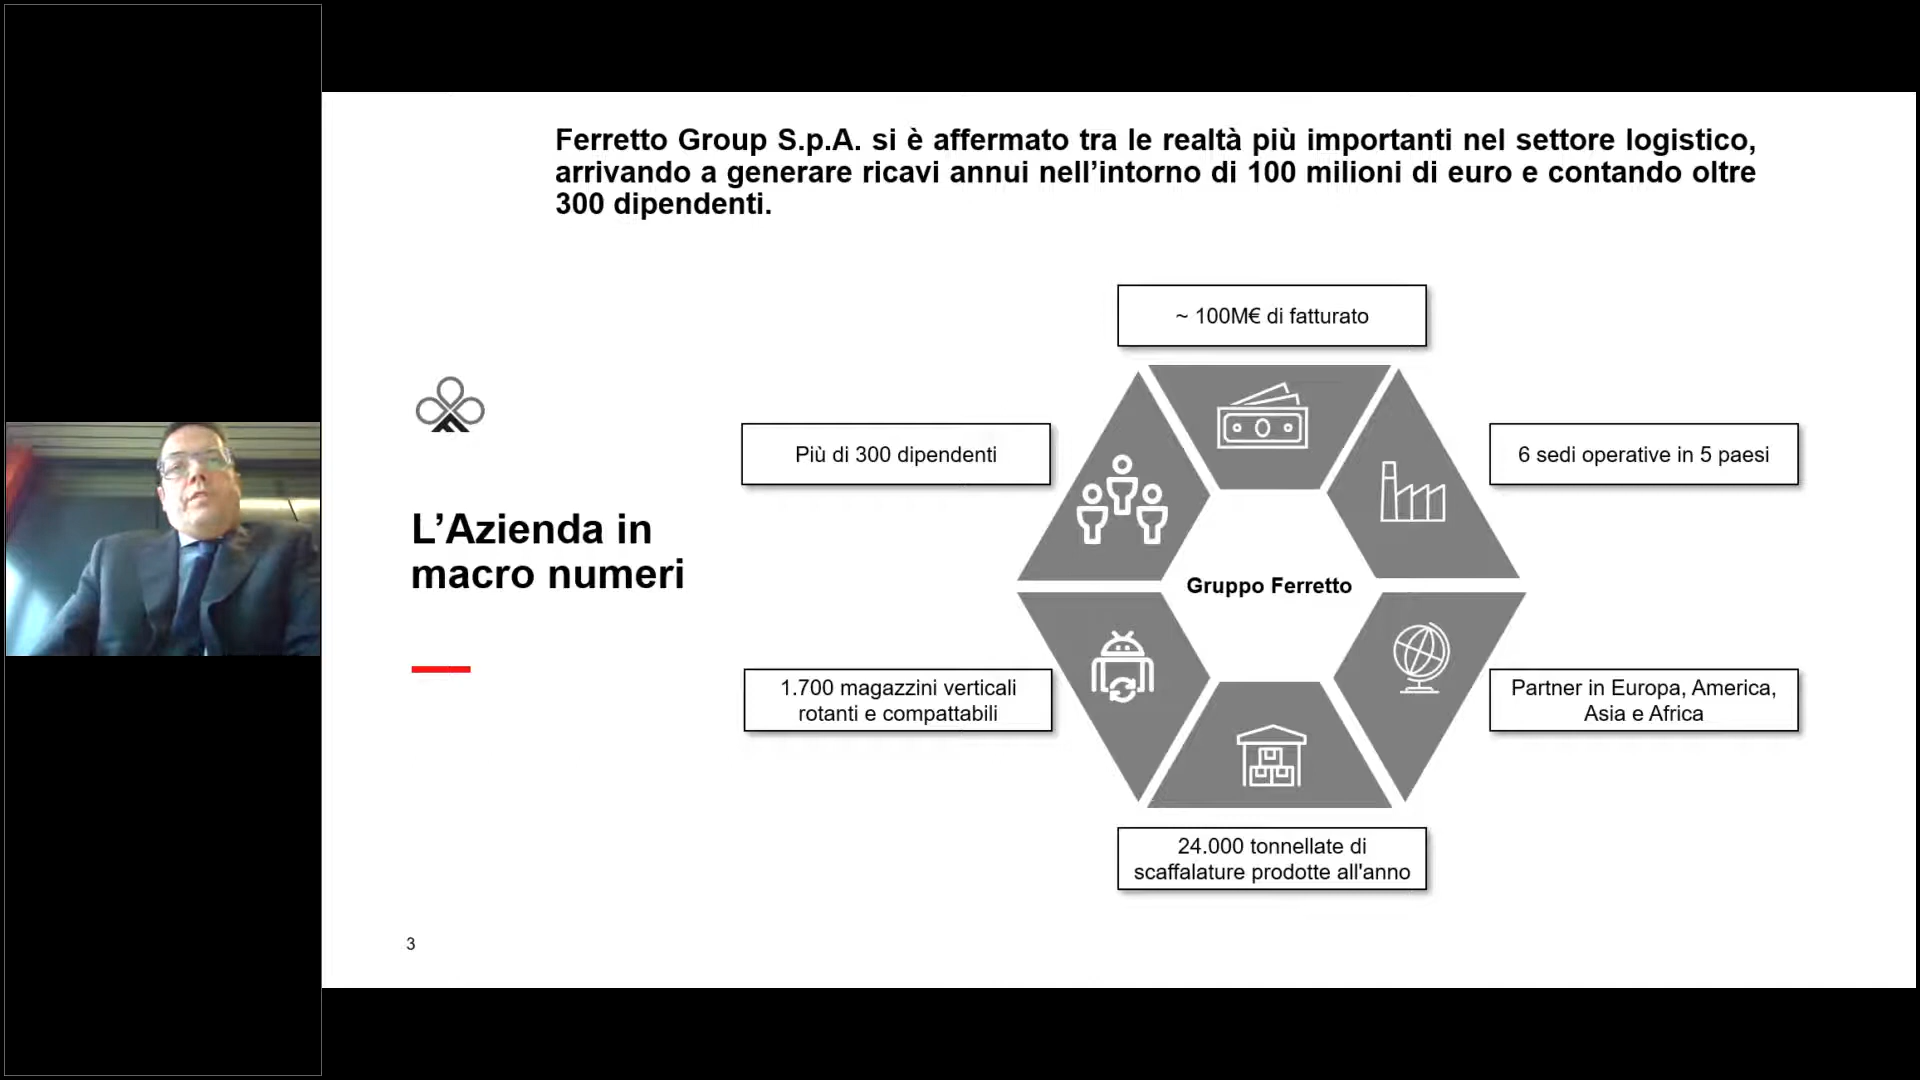 Ferretto Group S.p.A. si è affermato tra le realtà più importanti nel settore logistico,
arrivando a generare ricavi annui nell’intorno di 100 milioni di euro e contando oltre
300 dipendenti.
L’Azienda in
macro numeri
~ 100M€ di fatturato
Più di 300 dipendenti
6 sedi operative in 5 paesi
Gruppo Ferretto
1.700 magazzini verticali
rotanti e compattabili
Partner in Europa, America,
Asia e Africa
24.000 tonnellate di
scaffalature prodotte all'anno
3